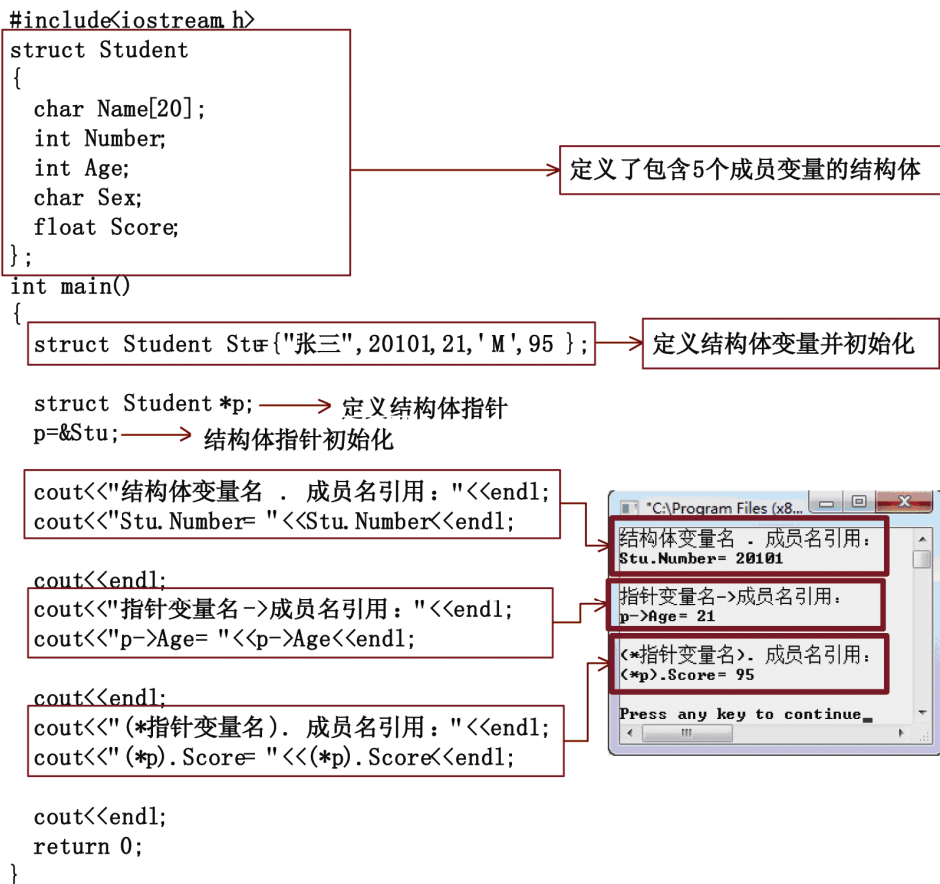 #include<iostream.h>
struct Student
{
char Name[20];
int Number;
int Age;
char Sex;
float Score;
};
定义了包含5个成员变量的结构体
int main()
{
struct Student Stu={"张三",20101,21,'M',95 };
定义结构体变量并初始化
struct Student *p;
定义结构体指针
p=&Stu;
结构体指针初始化
cout<<"结构体变量名 . 成员名引用："<<endl;
cout<<"Stu.Number= "<<Stu.Number<<endl;
cout<<endl;
cout<<"指针变量名->成员名引用："<<endl;
cout<<"p->Age= "<<p->Age<<endl;
cout<<endl;
cout<<"(*指针变量名). 成员名引用："<<endl;
cout<<"(*p).Score= "<<(*p).Score<<endl;
cout<<endl;
return 0;
}
"C:\Program Files (x8...
结构体变量名 . 成员名引用：
Stu.Number= 20101
指针变量名->成员名引用：
p->Age= 21
(*指针变量名). 成员名引用：
(*p).Score= 95
Press any key to continue_